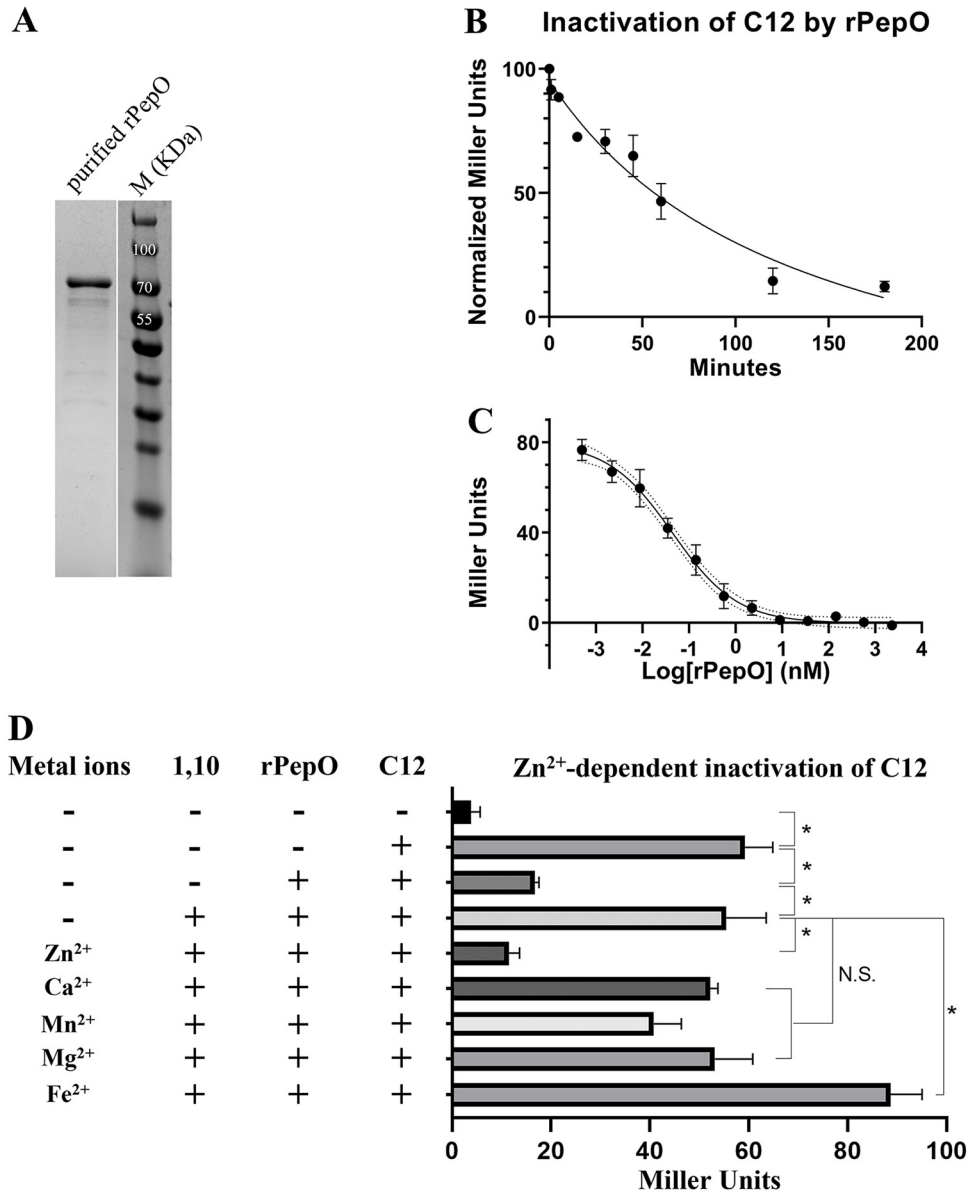 A
purified rPepO
M (KDa)
100
70
55
B
Inactivation of C12 by rPepO
Normalized Miller Units
100
50
0
0 50 100 150 200
Minutes
C
Miller Units
80
40
0
-3 -2 -1 0 1 2 3 4
Log[rPepO] (nM)
D
Metal ions 1,10 rPepO C12 Zn²⁺-dependent inactivation of C12
- - - -
- - - +
- - + +
- + + +
Zn²⁺ + + +
Ca²⁺ + + +
Mn²⁺ + + +
Mg²⁺ + + +
Fe²⁺ + + +
*
*
*
*
N.S.
*
0 20 40 60 80 100
Miller Units